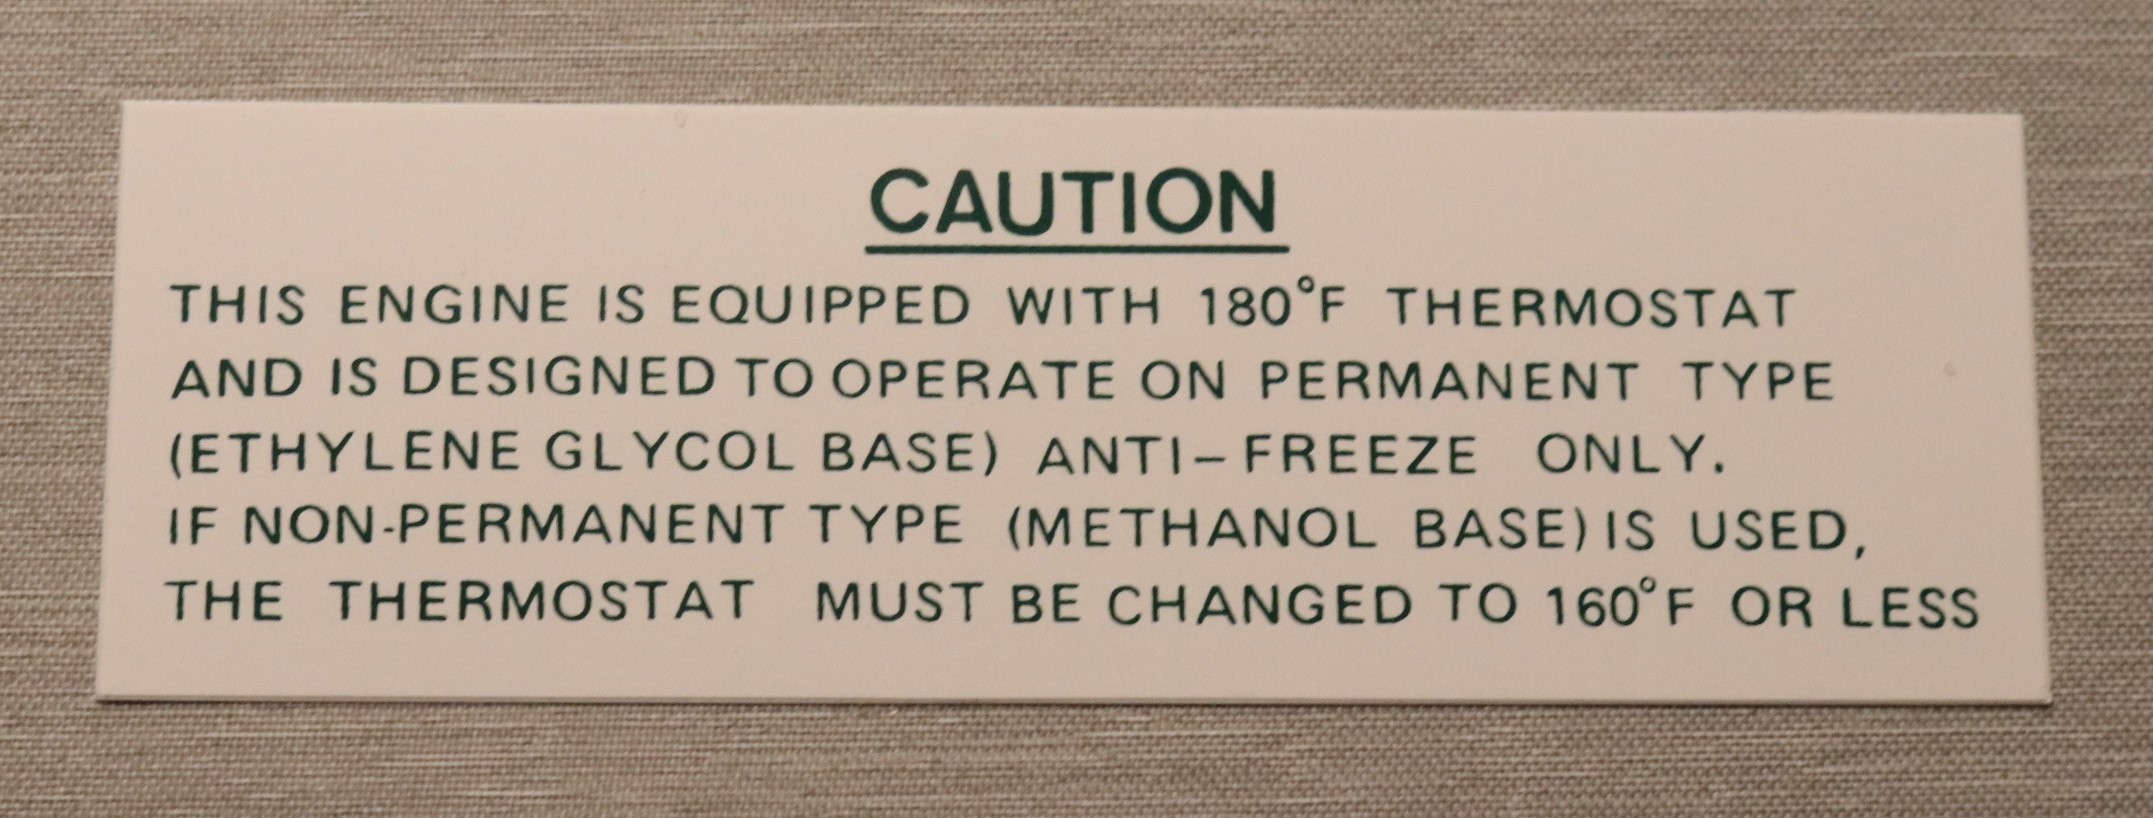 CAUTION
THIS ENGINE IS EQUIPPED WITH 180°F THERMOSTAT
AND IS DESIGNED TO OPERATE ON PERMANENT TYPE
(ETHYLENE GLYCOL BASE) ANTI-FREEZE ONLY.
IF NON-PERMANENT TYPE (METHANOL BASE) IS USED,
THE THERMOSTAT MUST BE CHANGED TO 160°F OR LESS